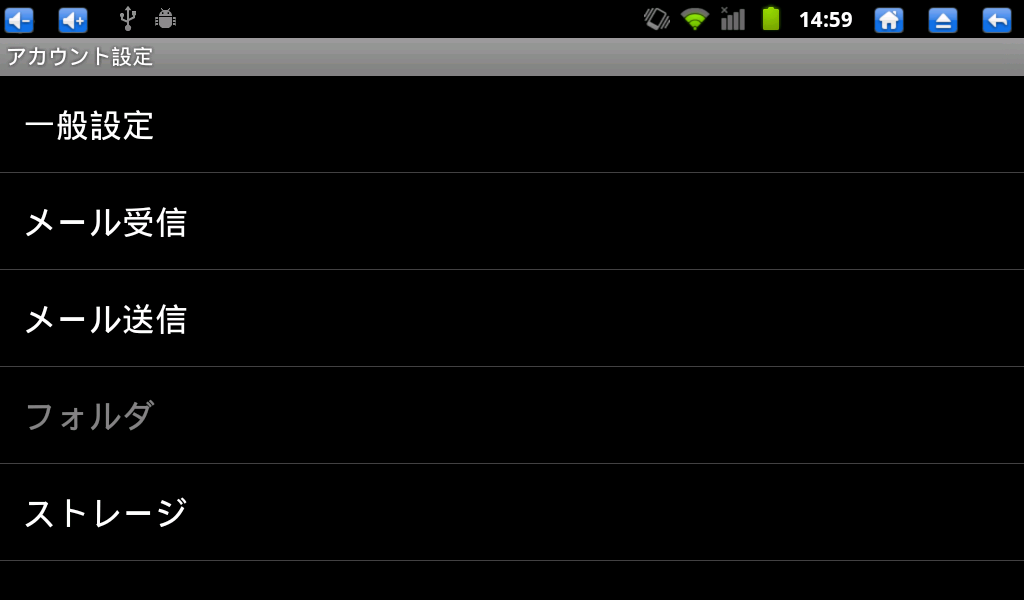 14:59
アカウント設定
一般設定
メール受信
メール送信
フォルダ
ストレージ